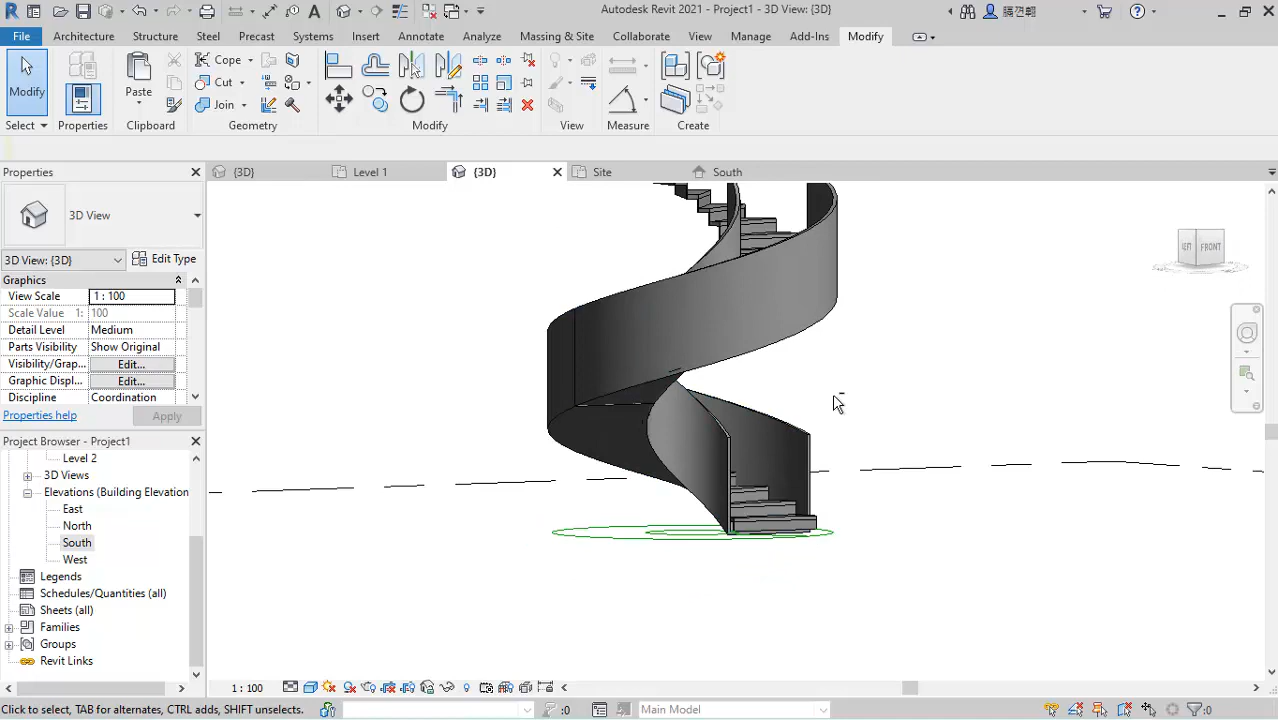 Autodesk Revit 2021 - Project1 - 3D View: {3D}
File Architecture Structure Steel Precast Systems Insert Annotate Analyze Massing & Site Collaborate View Manage Add-Ins Modify
Modify
Paste
Cope
Cut
Join
Select Properties Clipboard Geometry Modify View Measure Create
Properties
{3D} Level 1 {3D} Site South
3D View
3D View: {3D} Edit Type
Graphics
View Scale 1 : 100
Scale Value 1: 100
Detail Level Medium
Parts Visibility Show Original
Visibility/Grap... Edit...
Graphic Displ... Edit...
Discipline Coordination
Properties help Apply
Project Browser - Project1
Level 2
3D Views
Elevations (Building Elevation
East
North
South
West
Legends
Schedules/Quantities (all)
Sheets (all)
Families
Groups
Revit Links
LEFT FRONT
1 : 100
Click to select, TAB for alternates, CTRL adds, SHIFT unselects.
:0
Main Model
:0